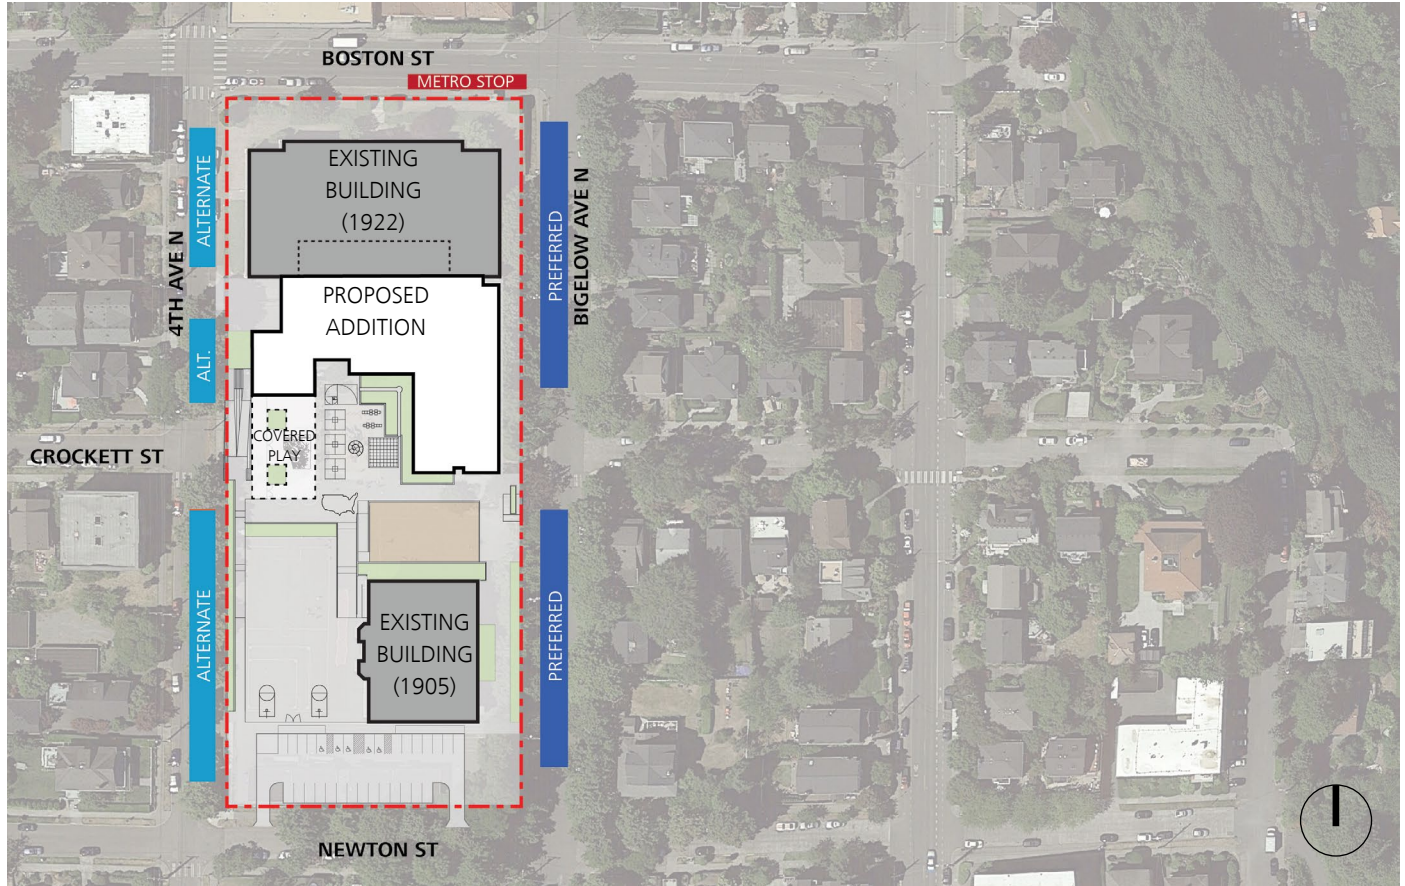 BOSTON ST
METRO STOP
EXISTING
BUILDING
(1922)
ALTERNATE
4TH AVE N
PREFERRED
BIGELOW AVE N
PROPOSED
ADDITION
ALT.
COVERED
PLAY
CROCKETT ST
ALTERNATE
EXISTING
BUILDING
(1905)
PREFERRED
NEWTON ST